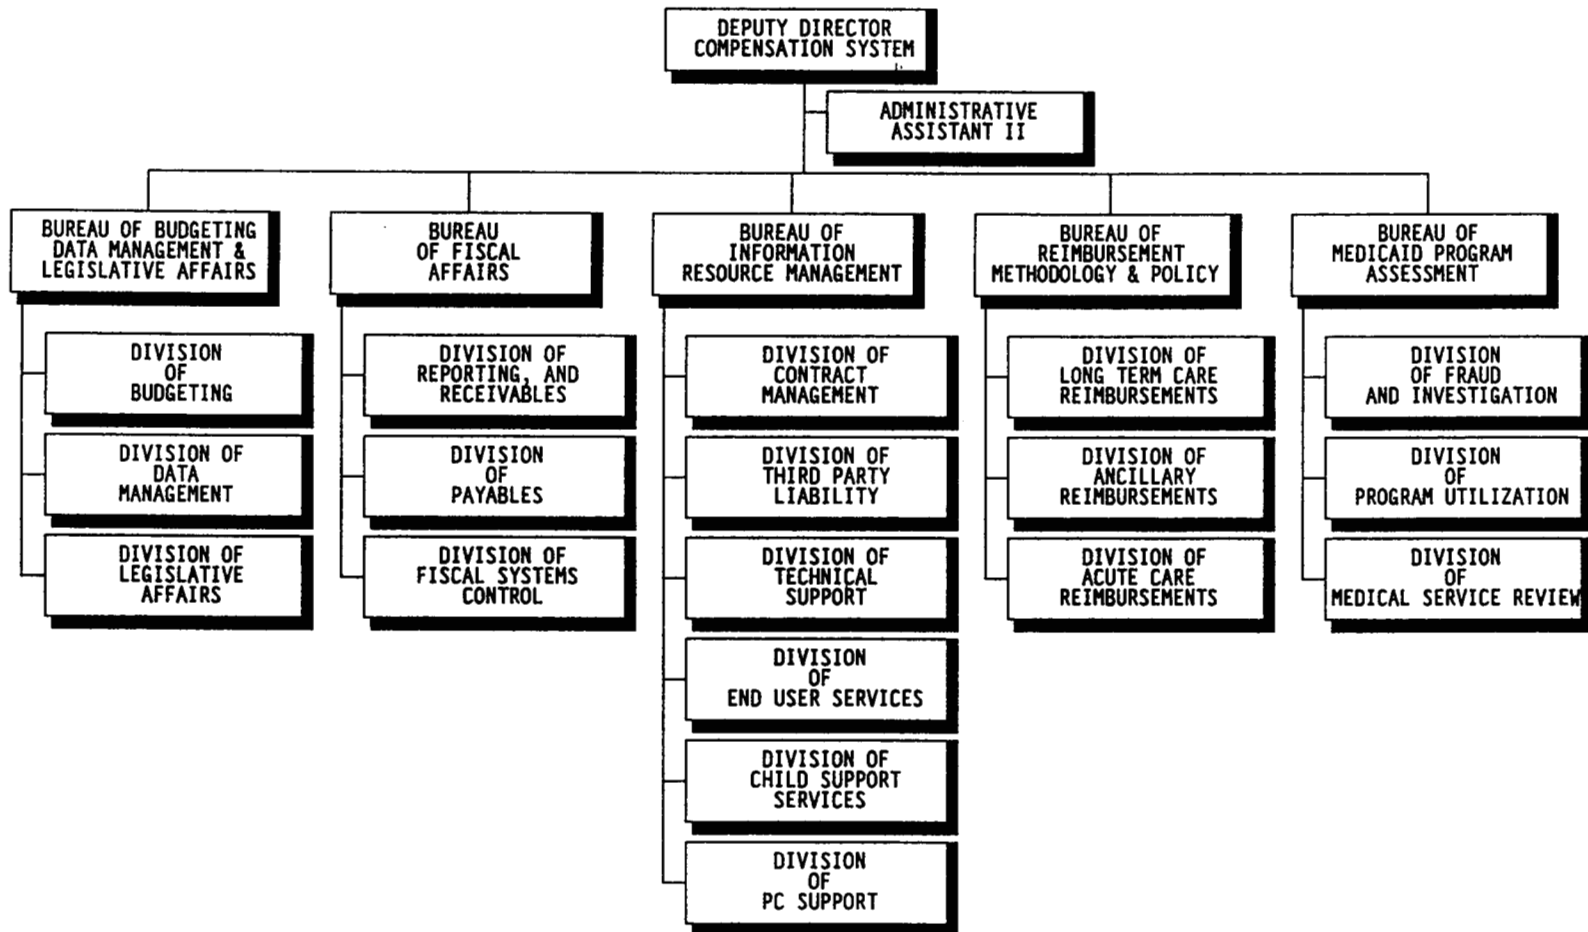 DEPUTY DIRECTOR
COMPENSATION SYSTEM
ADMINISTRATIVE
ASSISTANT II
BUREAU OF BUDGETING
DATA MANAGEMENT &
LEGISLATIVE AFFAIRS
DIVISION
OF
BUDGETING
DIVISION OF
DATA
MANAGEMENT
DIVISION OF
LEGISLATIVE
AFFAIRS
BUREAU
OF FISCAL
AFFAIRS
DIVISION OF
REPORTING, AND
RECEIVABLES
DIVISION
OF
PAYABLES
DIVISION OF
FISCAL SYSTEMS
CONTROL
BUREAU OF
INFORMATION
RESOURCE MANAGEMENT
DIVISION OF
CONTRACT
MANAGEMENT
DIVISION OF
THIRD PARTY
LIABILITY
DIVISION OF
TECHNICAL
SUPPORT
DIVISION
OF
END USER SERVICES
DIVISION OF
CHILD SUPPORT
SERVICES
DIVISION
OF
PC SUPPORT
BUREAU OF
REIMBURSEMENT
METHODOLOGY & POLICY
DIVISION OF
LONG TERM CARE
REIMBURSEMENTS
DIVISION OF
ANCILLARY
REIMBURSEMENTS
DIVISION OF
ACUTE CARE
REIMBURSEMENTS
BUREAU OF
MEDICAID PROGRAM
ASSESSMENT
DIVISION
OF FRAUD
AND INVESTIGATION
DIVISION
OF
PROGRAM UTILIZATION
DIVISION
OF
MEDICAL SERVICE REVIEW